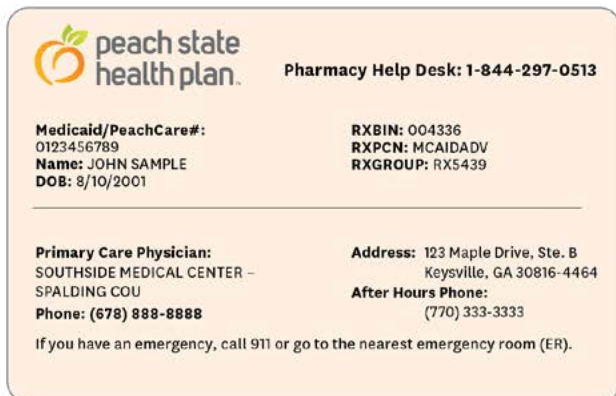 peach state
health plan™
Pharmacy Help Desk: 1-844-297-0513
Medicaid/PeachCare#:
0123456789
Name: JOHN SAMPLE
DOB: 8/10/2001
RXBIN: 004336
RXPCN: MCAIDADV
RXGROUP: RX5439
Primary Care Physician:
SOUTHSIDE MEDICAL CENTER –
SPALDING COU
Phone: (678) 888-8888
Address: 123 Maple Drive, Ste. B
Keysville, GA 30816-4464
After Hours Phone:
(770) 333-3333
If you have an emergency, call 911 or go to the nearest emergency room (ER).